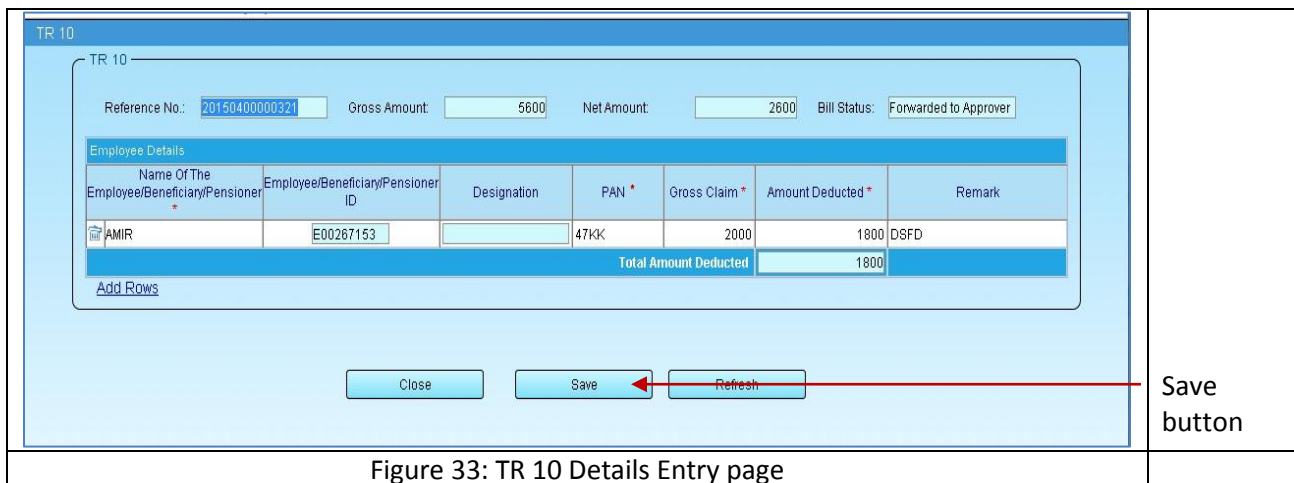 TR 10
TR 10
Reference No.: 20150400000321 Gross Amount: 5600 Net Amount: 2600 Bill Status: Forwarded to Approver
Employee Details
Name Of The Employee/Beneficiary/Pensioner * Employee/Beneficiary/Pensioner ID Designation PAN * Gross Claim * Amount Deducted * Remark
AMIR E00267153 47KK 2000 1800 DSFD
Total Amount Deducted 1800
Add Rows
Close Save Refresh
Save
button
Figure 33: TR 10 Details Entry page